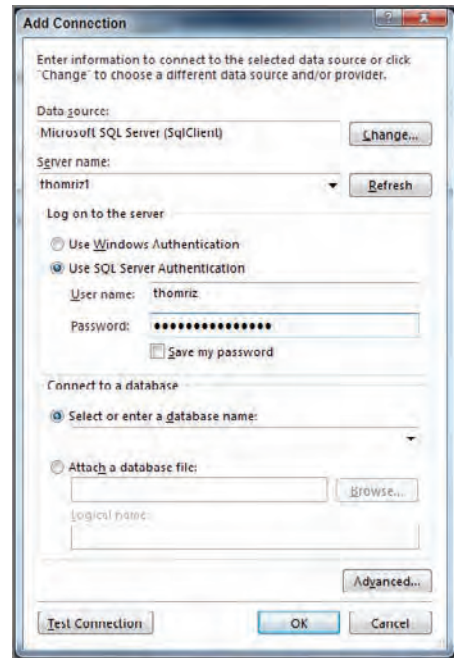 Add Connection
Enter information to connect to the selected data source or click
"Change" to choose a different data source and/or provider.
Data source:
Microsoft SQL Server (SqlClient)
Change...
Server name:
thomriz1
Refresh
Log on to the server
Use Windows Authentication
Use SQL Server Authentication
User name: thomriz
Password: ●●●●●●●●●●●●●●●
Save my password
Connect to a database
Select or enter a database name:
Attach a database file:
Browse...
Logical name:
Advanced...
Test Connection OK Cancel